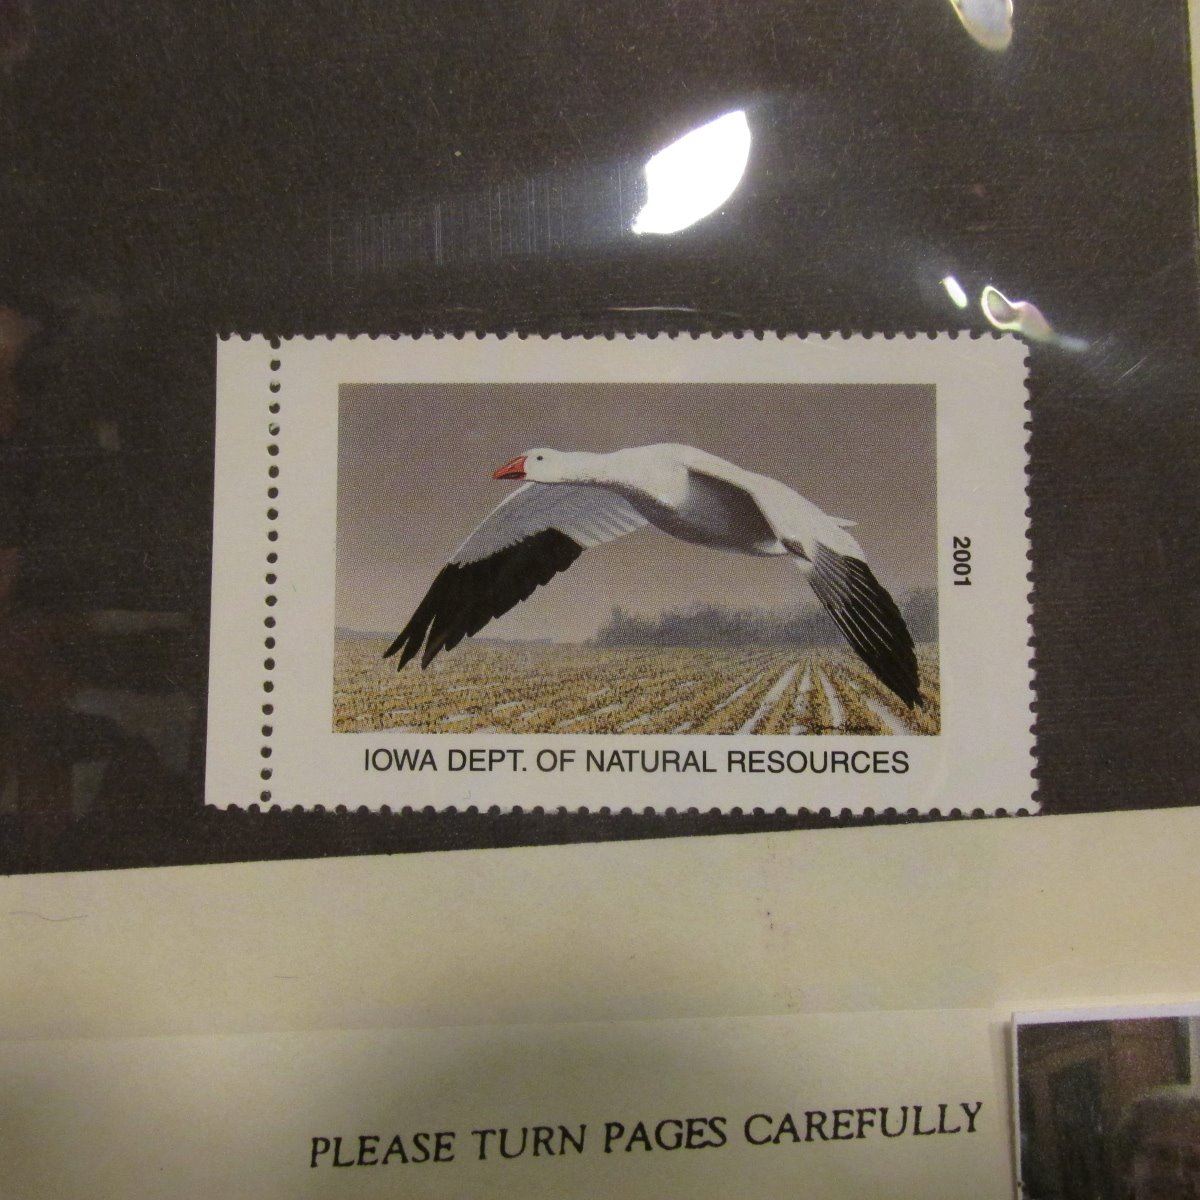 2001
IOWA DEPT. OF NATURAL RESOURCES
PLEASE TURN PAGES CAREFULLY